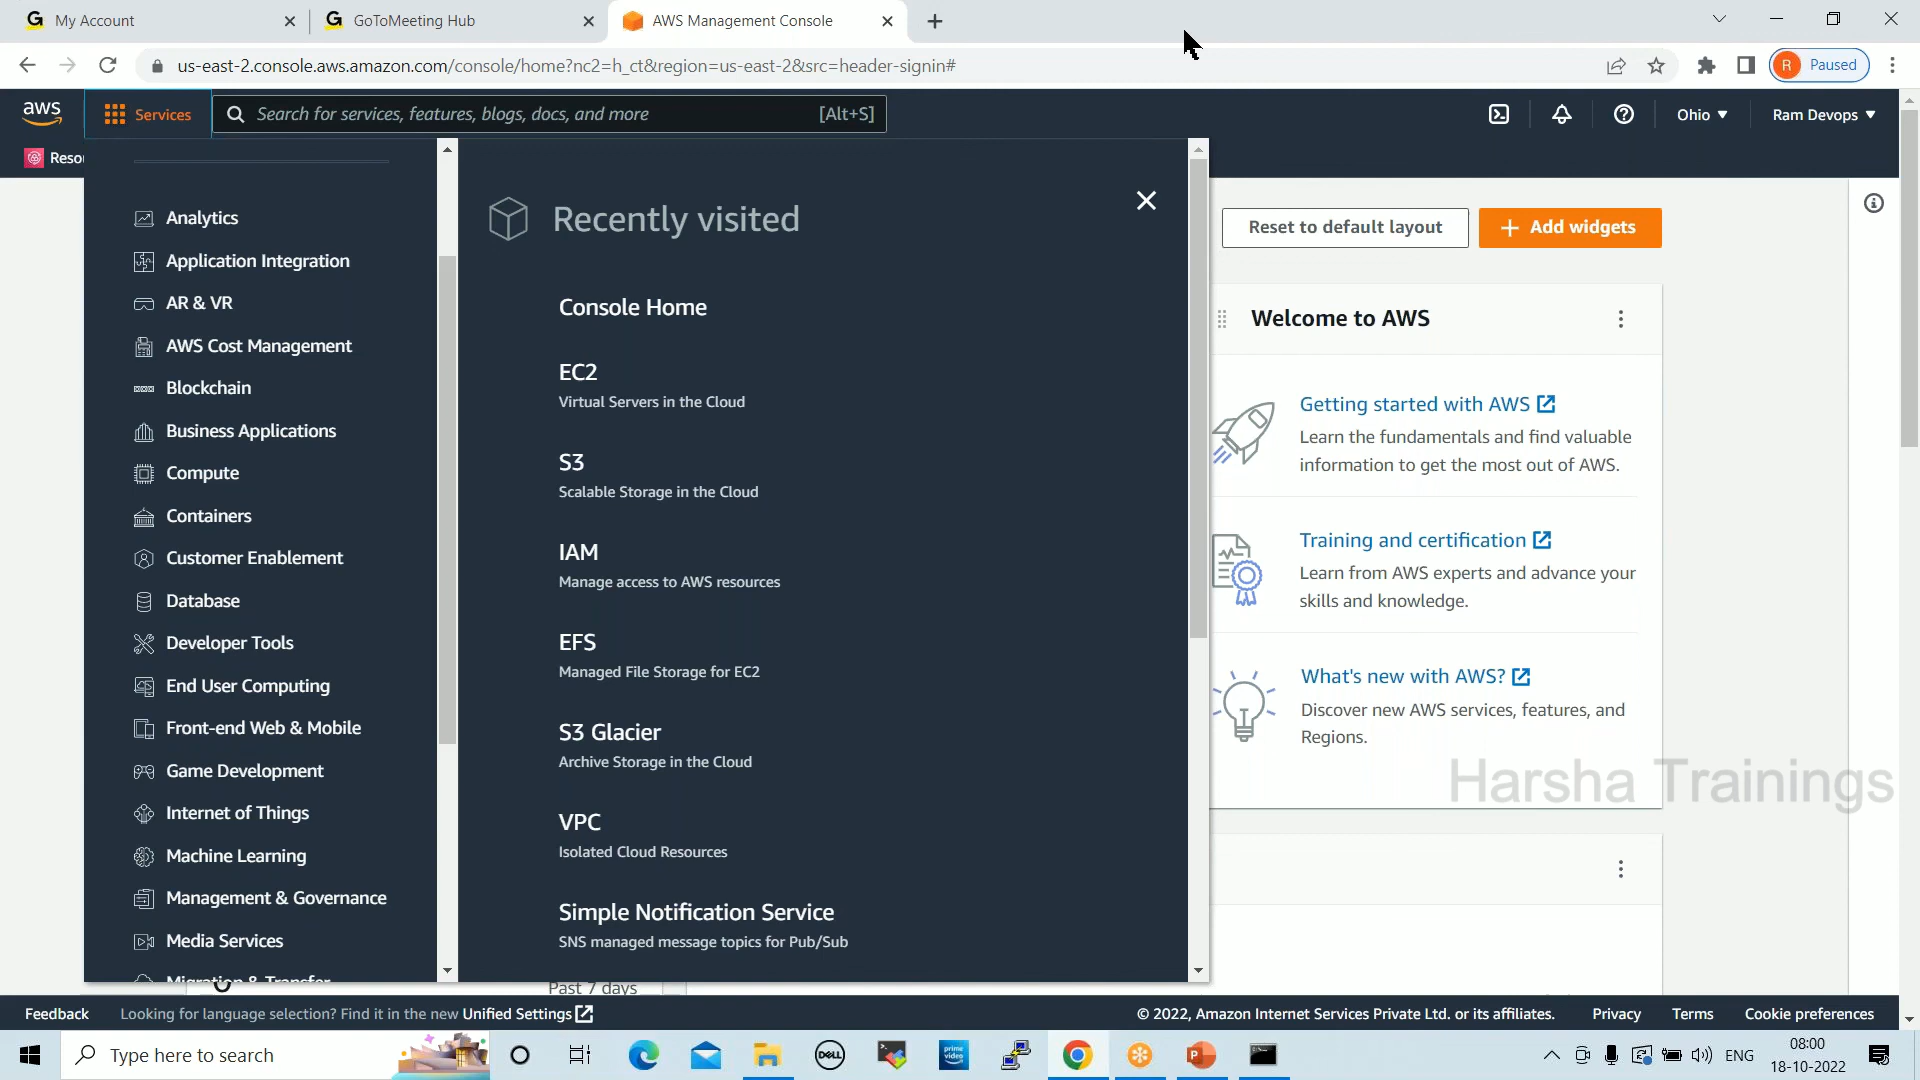 My Account
GoToMeeting Hub
AWS Management Console
us-east-2.console.aws.amazon.com/console/home?nc2=h_ct&region=us-east-2&src=header-signin#
R Paused
aws
Services
Search for services, features, blogs, docs, and more [Alt+S]
Ohio
Ram Devops
Analytics
Application Integration
AR & VR
AWS Cost Management
Blockchain
Business Applications
Compute
Containers
Customer Enablement
Database
Developer Tools
End User Computing
Front-end Web & Mobile
Game Development
Internet of Things
Machine Learning
Management & Governance
Media Services
Migration & Transfer
Recently visited
Console Home
EC2
Virtual Servers in the Cloud
S3
Scalable Storage in the Cloud
IAM
Manage access to AWS resources
EFS
Managed File Storage for EC2
S3 Glacier
Archive Storage in the Cloud
VPC
Isolated Cloud Resources
Simple Notification Service
SNS managed message topics for Pub/Sub
Past 7 days
Reset to default layout
Add widgets
Welcome to AWS
Getting started with AWS
Learn the fundamentals and find valuable
information to get the most out of AWS.
Training and certification
Learn from AWS experts and advance your
skills and knowledge.
What's new with AWS?
Discover new AWS services, features, and
Regions.
Harsha Trainings
Feedback
Looking for language selection? Find it in the new Unified Settings
© 2022, Amazon Internet Services Private Ltd. or its affiliates.
Privacy
Terms
Cookie preferences
Type here to search
DELL
prime video
ENG
08:00
18-10-2022